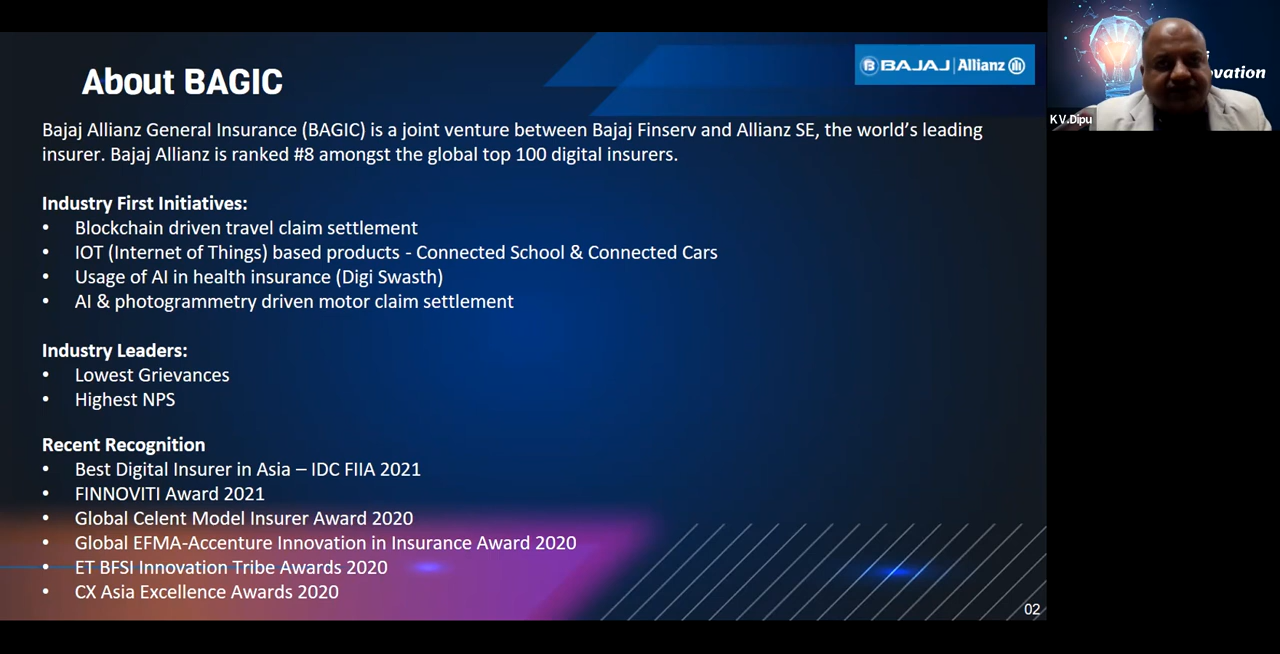 About BAGIC
BAJAJ | Allianz
Bajaj Allianz General Insurance (BAGIC) is a joint venture between Bajaj Finserv and Allianz SE, the world's leading
insurer. Bajaj Allianz is ranked #8 amongst the global top 100 digital insurers.
Industry First Initiatives:
• Blockchain driven travel claim settlement
• IOT (Internet of Things) based products - Connected School & Connected Cars
• Usage of AI in health insurance (Digi Swasth)
• AI & photogrammetry driven motor claim settlement
Industry Leaders:
• Lowest Grievances
• Highest NPS
Recent Recognition
• Best Digital Insurer in Asia – IDC FIIA 2021
• FINNOVITI Award 2021
• Global Celent Model Insurer Award 2020
• Global EFMA-Accenture Innovation in Insurance Award 2020
• ET BFSI Innovation Tribe Awards 2020
• CX Asia Excellence Awards 2020
02
K V.Dipu